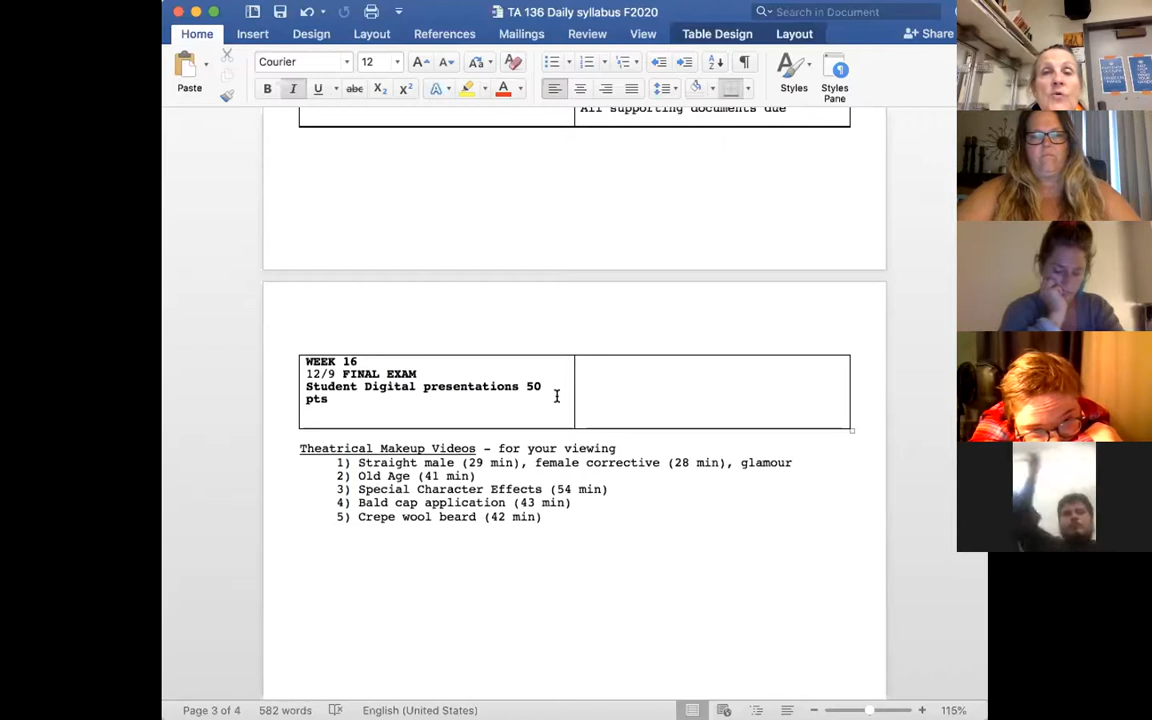 TA 136 Daily syllabus F2020
Search in Document
Home Insert Design Layout References Mailings Review View Table Design Layout Share
Courier 12
Paste
Styles
Styles Pane
All supporting documents due
WEEK 16
12/9 FINAL EXAM
Student Digital presentations 50
pts
Theatrical Makeup Videos – for your viewing
1) Straight male (29 min), female corrective (28 min), glamour
2) Old Age (41 min)
3) Special Character Effects (54 min)
4) Bald cap application (43 min)
5) Crepe wool beard (42 min)
Page 3 of 4 582 words English (United States) 115%